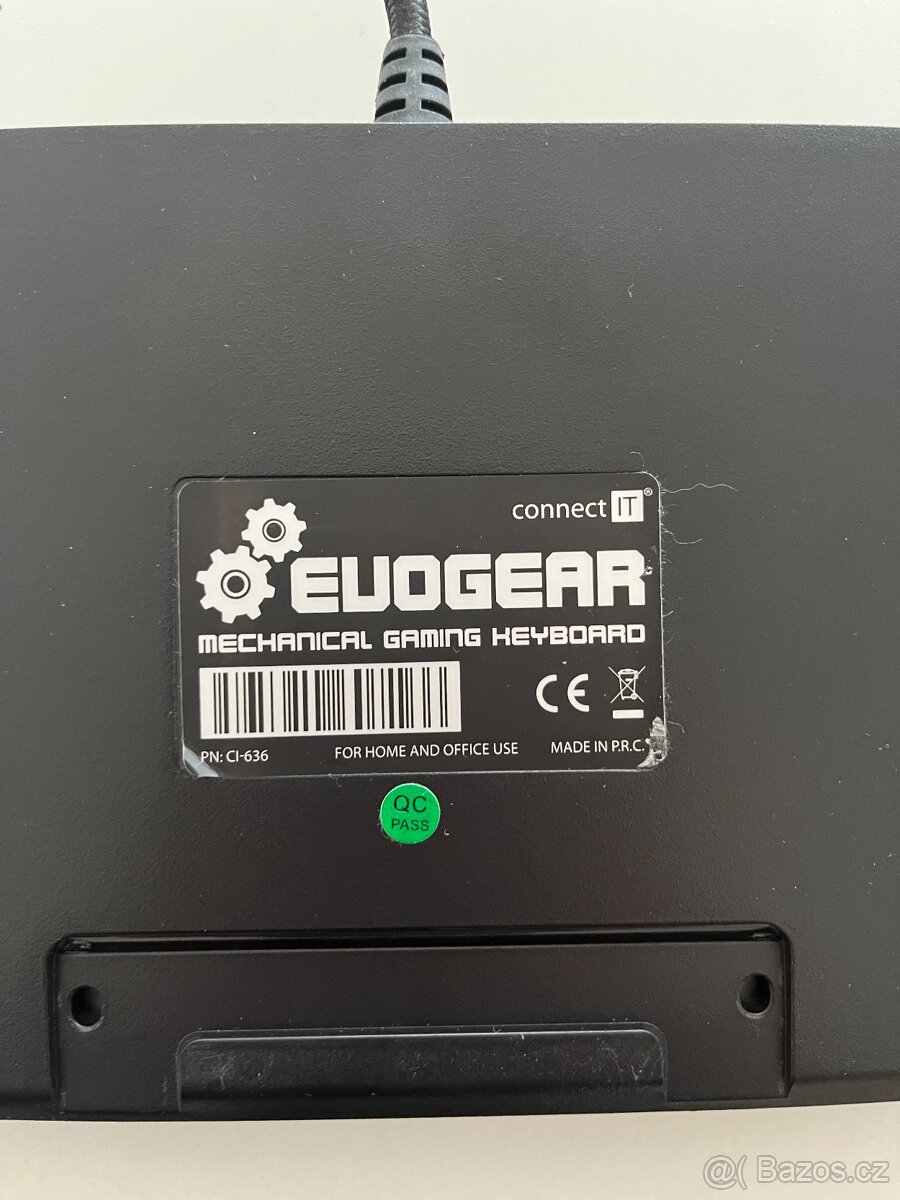 connect IT®
EVOGEAR
MECHANICAL GAMING KEYBOARD
CE
PN: CI-636 FOR HOME AND OFFICE USE MADE IN P.R.C.
QC
PASS
@( Bazos.cz